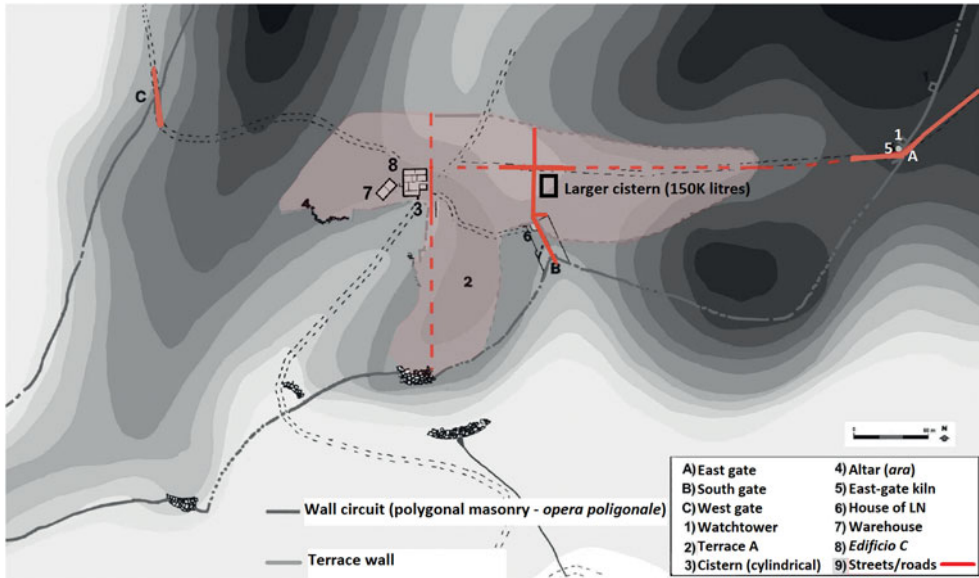 C
1
5
A
8
7
Larger cistern (150K litres)
3
4
6
B
2
N
Wall circuit (polygonal masonry - opera poligonale)
Terrace wall
A) East gate
B) South gate
C) West gate
1) Watchtower
2) Terrace A
3) Cistern (cylindrical)
4) Altar (ara)
5) East-gate kiln
6) House of LN
7) Warehouse
8) Edificio C
9) Streets/roads